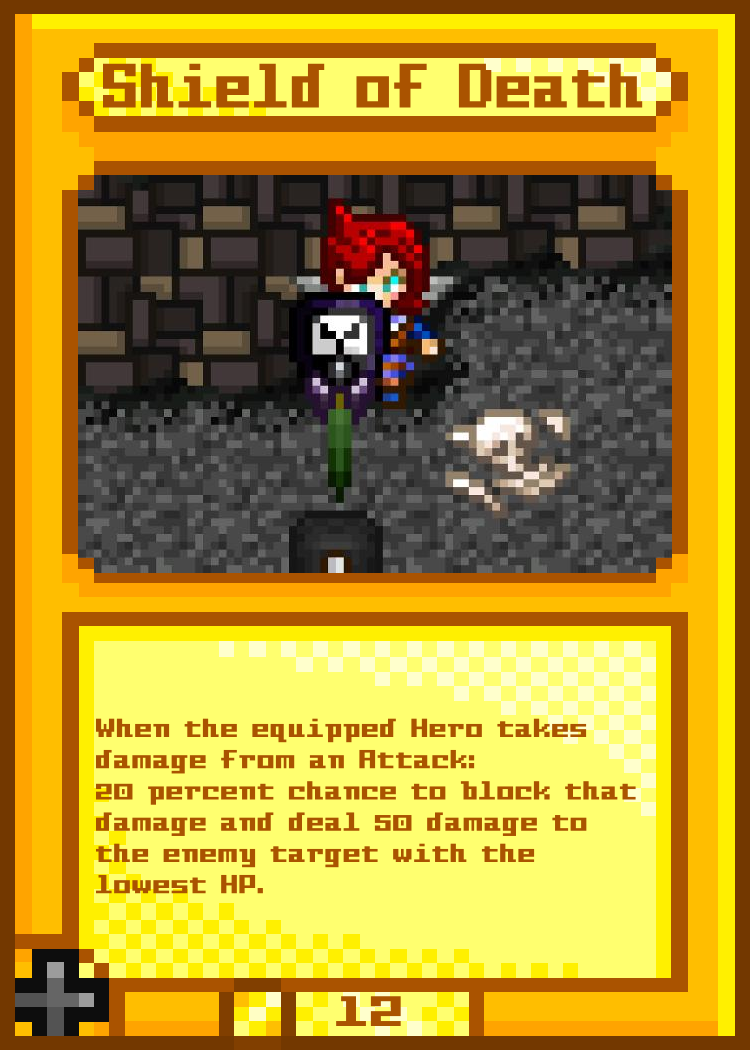 Shield of Death
When the equipped Hero takes
damage from an Attack:
20 percent chance to block that
damage and deal 50 damage to
the enemy target with the
lowest HP.
12